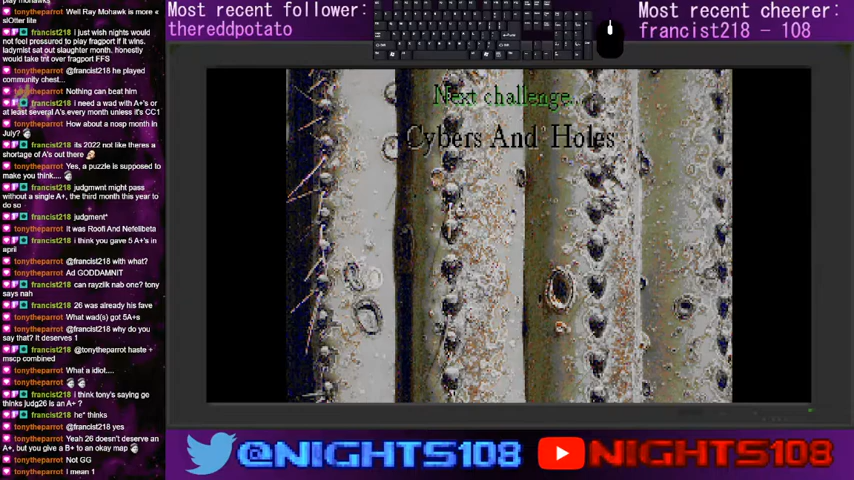 play mohawks
tonytheparrot Well Ray Mohawk is more « slOtter lite
francist218 I just wish nights would
not feel pressured to play fragport if it wins.
ladymist sat out slaughter month. honestly
would take trit over fragport FFS
tonytheparrot @francist218 he played
community chest...
tonytheparrot Nothing can beat him
francist218 i need a wad with A+'s or
at least several A's every month unless it's CC1
tonytheparrot How about a nosp month in
July?
francist218 its 2022 not like theres a
shortage of A's out there
tonytheparrot Yes, a puzzle is supposed to
make you think....
francist218 judgmwnt might pass
without a single A+, the third month this year to
do so
francist218 judgment*
tonytheparrot It was Roofi And Nefelibeta
francist218 i think you gave 5 A+'s in
april
francist218 @francist218 with what?
tonytheparrot Ad GODDAMNIT
francist218 can rayzlik nab one? tony
says nah
francist218 26 was already his fave
tonytheparrot What wad(s) got 5A+s
tonytheparrot @francist218 why do you
say that? It deserves 1
francist218 @tonytheparrot haste +
mscp combined
tonytheparrot What a idiot....
tonytheparrot
francist218 I think tony's saying ge
thinks judg26 is an A+ ?
francist218 he* thinks
tonytheparrot @francist218 yes
tonytheparrot Yeah 26 doesn't deserve an
A+, but you give a B+ to an okay map
tonytheparrot Not GG
tonytheparrot I mean 1
Most recent follower:
thereddpotato
Most recent cheerer:
francist218 - 108
Next challenge...
Cybers And Holes
@NIGHTS108
NIGHTS108